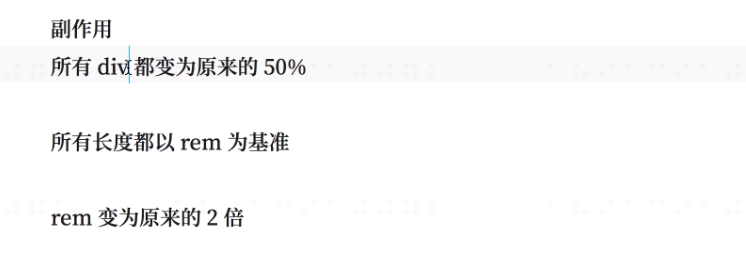 副作用
所有 div 都变为原来的 50%
所有长度都以 rem 为基准
rem 变为原来的 2 倍